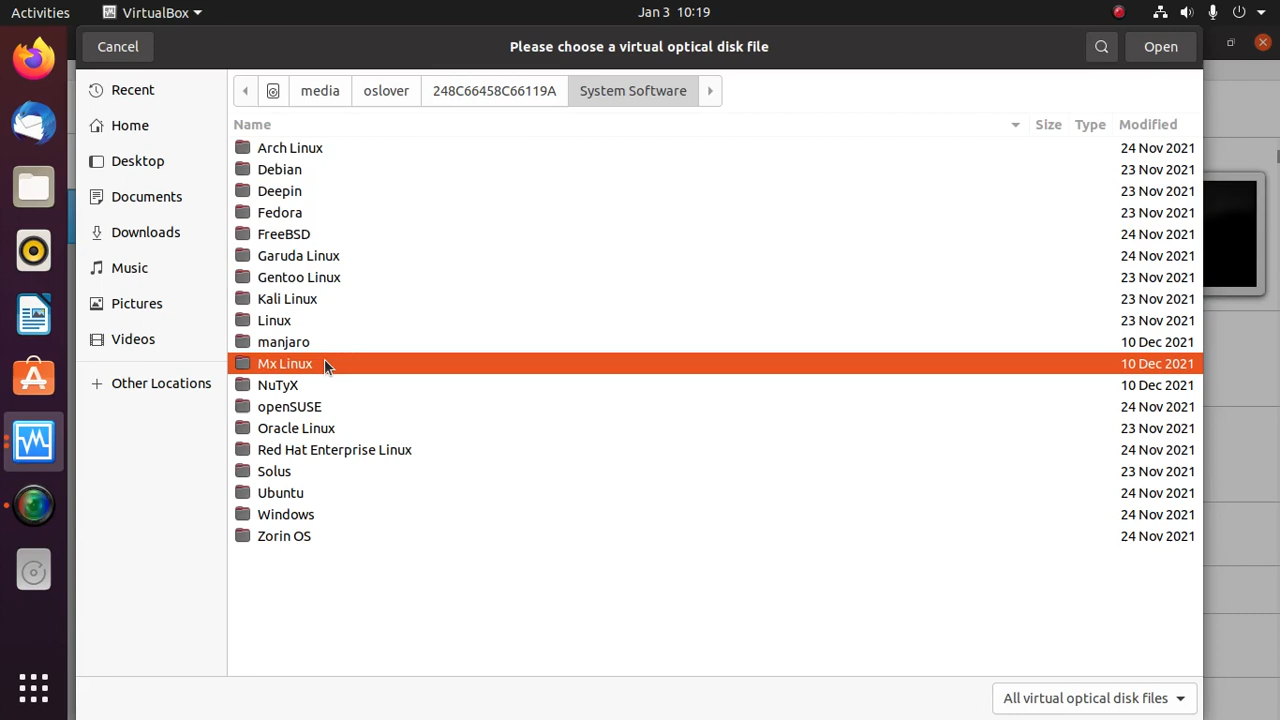 Activities VirtualBox Jan 3 10:19
Cancel Please choose a virtual optical disk file Open
Recent
Home
Desktop
Documents
Downloads
Music
Pictures
Videos
Other Locations
media oslover 248C66458C66119A System Software
Name Size Type Modified
Arch Linux 24 Nov 2021
Debian 23 Nov 2021
Deepin 23 Nov 2021
Fedora 23 Nov 2021
FreeBSD 24 Nov 2021
Garuda Linux 24 Nov 2021
Gentoo Linux 23 Nov 2021
Kali Linux 23 Nov 2021
Linux 23 Nov 2021
manjaro 10 Dec 2021
Mx Linux 10 Dec 2021
NuTyX 10 Dec 2021
openSUSE 24 Nov 2021
Oracle Linux 23 Nov 2021
Red Hat Enterprise Linux 24 Nov 2021
Solus 23 Nov 2021
Ubuntu 24 Nov 2021
Windows 24 Nov 2021
Zorin OS 24 Nov 2021
All virtual optical disk files